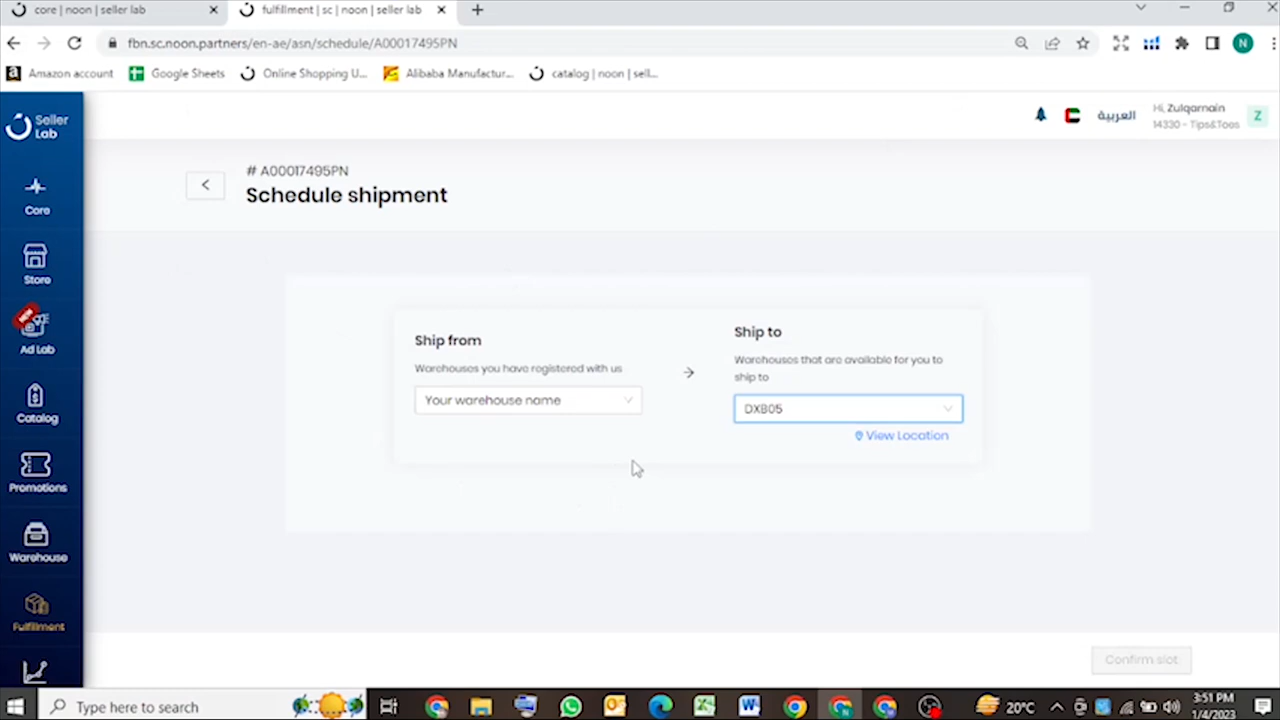 core | noon | seller lab
fulfillment | sc | noon | seller lab
fbn.sc.noon.partners/en-ae/asn/schedule/A00017495PN
N
Amazon account
Google Sheets
Online Shopping U...
Alibaba Manufactur...
catalog | noon | sell...
Seller
Lab
العربية
Hi, Zulqarnain
14330 - Tips&Toes
Z
# A00017495PN
Schedule shipment
Core
Store
NEW
Ad Lab
Catalog
Promotions
Warehouse
Fulfillment
Ship from
Warehouses you have registered with us
Your warehouse name
Ship to
Warehouses that are available for you to
ship to
DXB05
View Location
Confirm slot
Type here to search
20°C
3:51 PM
1/4/2023